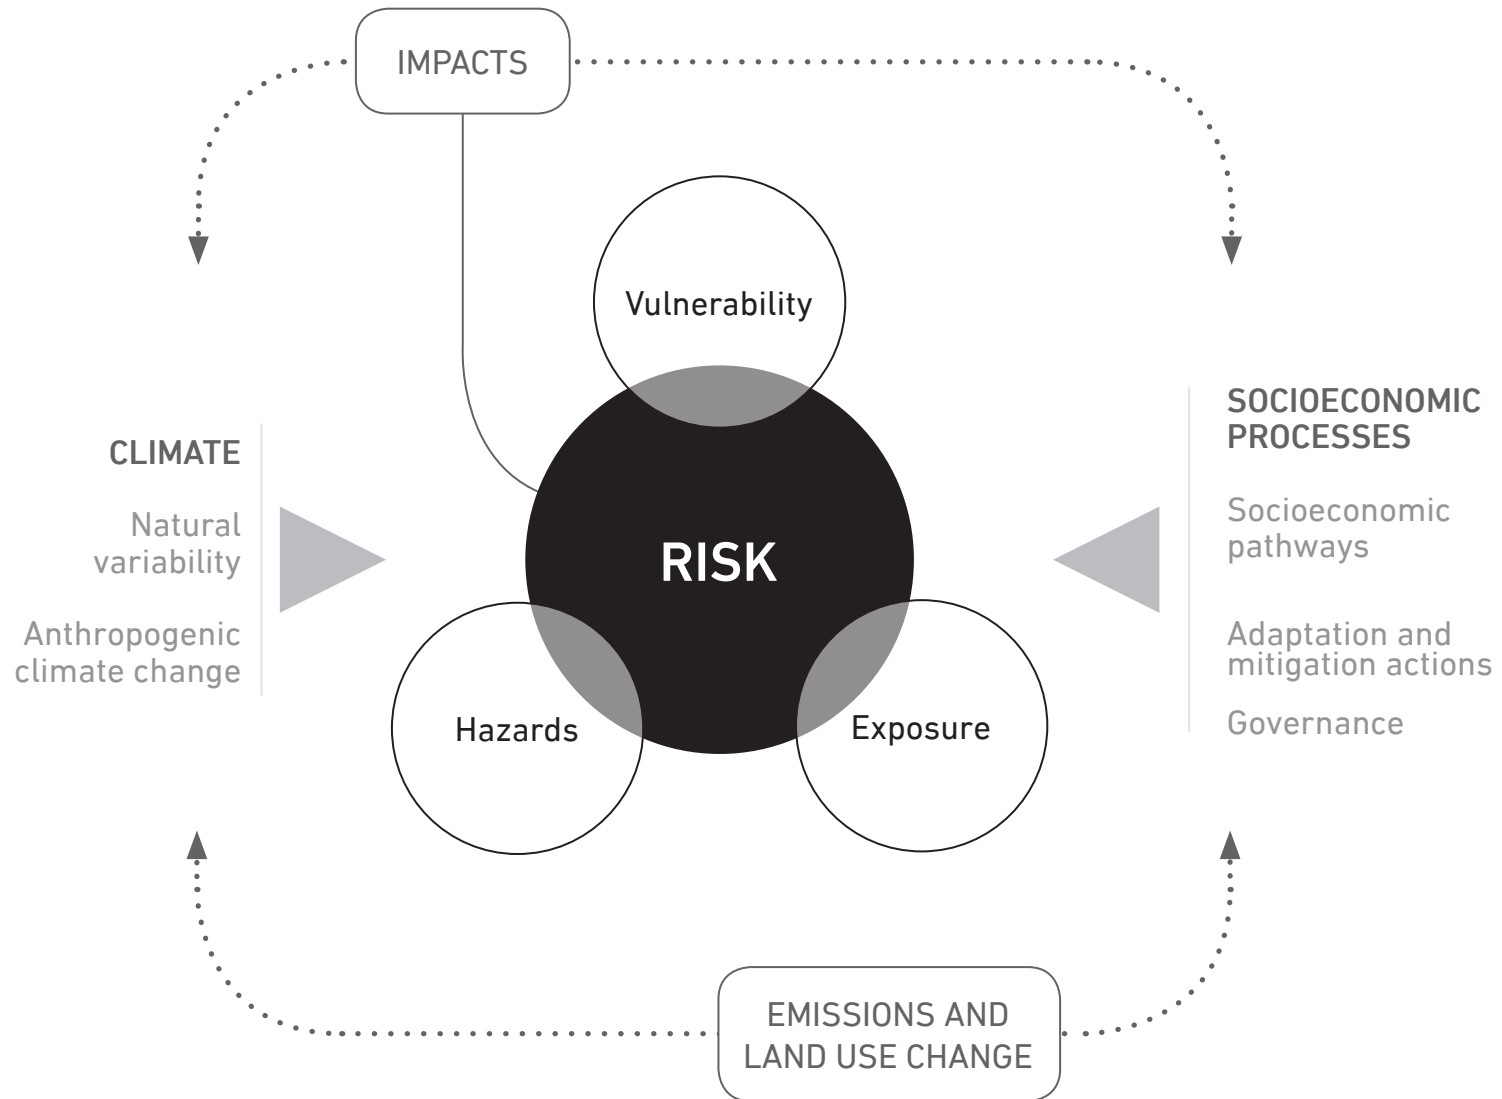 IMPACTS
Vulnerability
CLIMATE
Natural
variability
Anthropogenic
climate change
RISK
Hazards
Exposure
SOCIOECONOMIC
PROCESSES
Socioeconomic
pathways
Adaptation and
mitigation actions
Governance
EMISSIONS AND
LAND USE CHANGE